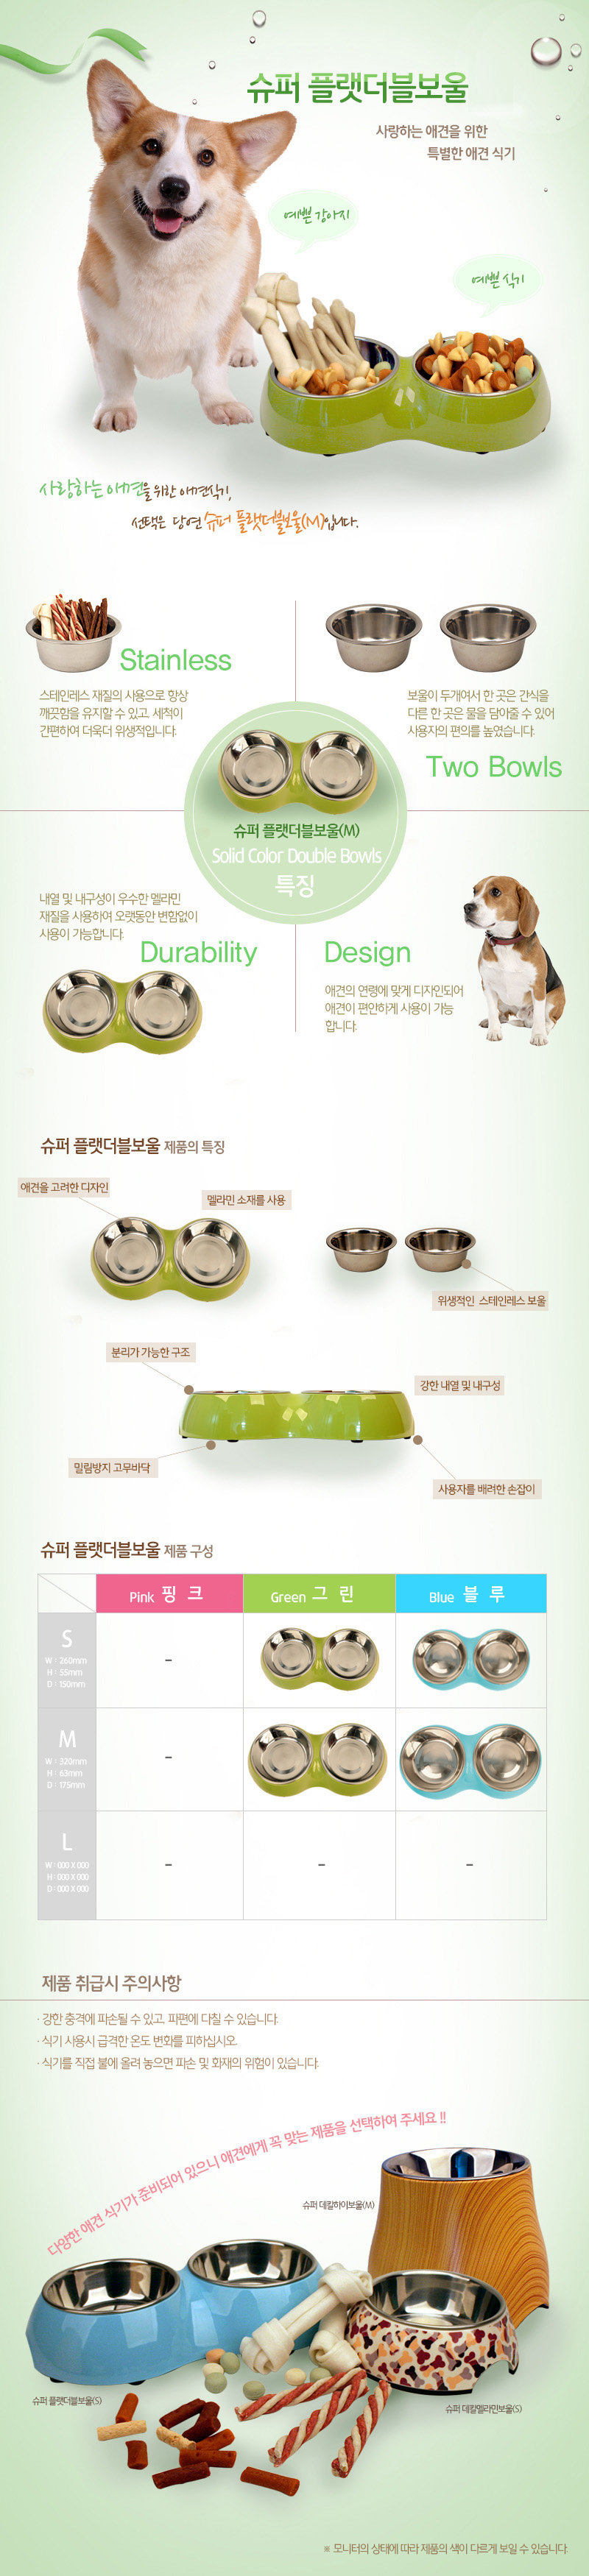 슈퍼 플랫더블보울
사랑하는 애견을 위한
특별한 애견 식기
예쁜 강아지
예쁜 식기
사랑하는 애견을 위한 애견식기,
선택은 당연 슈퍼 플랫더블보울(M)입니다.
Stainless
스테인레스 재질의 사용으로 항상
깨끗함을 유지할 수 있고, 세척이
간편하여 더욱더 위생적입니다.
보울이 두개여서 한 곳은 간식을
다른 한 곳은 물을 담아줄 수 있어
사용자의 편의를 높였습니다.
Two Bowls
슈퍼 플랫더블보울(M)
Solid Color Double Bowls
특징
내열 및 내구성이 우수한 멜라민
재질을 사용하여 오랫동안 변함없이
사용이 가능합니다.
Durability
Design
애견의 연령에 맞게 디자인되어
애견이 편안하게 사용이 가능
합니다.
슈퍼 플랫더블보울 제품의 특징
애견을 고려한 디자인
멜라민 소재를 사용
위생적인 스테인레스 보울
분리가 가능한 구조
강한 내열 및 내구성
밀림방지 고무바닥
사용자를 배려한 손잡이
슈퍼 플랫더블보울 제품 구성
Pink 핑 크
Green 그 린
Blue 블 루
S
W : 260mm
H : 55mm
D : 150mm
-
M
W : 320mm
H : 63mm
D : 175mm
-
L
W : 000 X 000
H : 000 X 000
D : 000 X 000
-
-
-
제품 취급시 주의사항
· 강한 충격에 파손될 수 있고, 파편에 다칠 수 있습니다.
· 식기 사용시 급격한 온도 변화를 피하십시오.
· 식기를 직접 불에 올려 놓으면 파손 및 화재의 위험이 있습니다.
다양한 애견 식기가 준비되어 있으니 애견에게 꼭 맞는 제품을 선택하여 주세요 !!
슈퍼 데칼하이보울(M)
슈퍼 플랫더블보울(S)
슈퍼 데칼멜라민보울(S)
※ 모니터의 상태에 따라 제품의 색이 다르게 보일 수 있습니다.